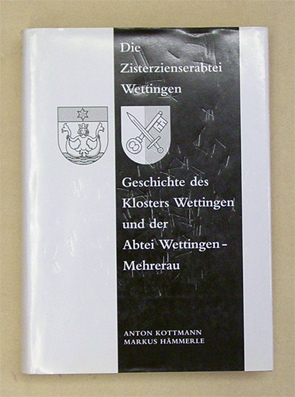 Die
Zisterzienserabtei
Wettingen
Geschichte des
Klosters Wettingen
und der
Abtei Wettingen-
Mehrerau
ANTON KOTTMANN
MARKUS HÄMMERLE